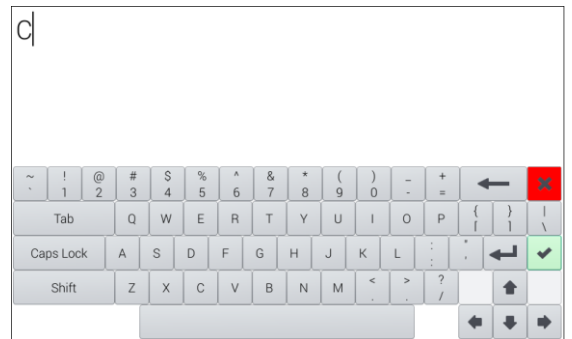 C
~ ! @ # $ % ^ & * ( ) _ +
` 1 2 3 4 5 6 7 8 9 0 - =
Tab Q W E R T Y U I O P { } |
[ ] \
Caps Lock A S D F G H J K L : "
; '
Shift Z X C V B N M < > ?
, . /